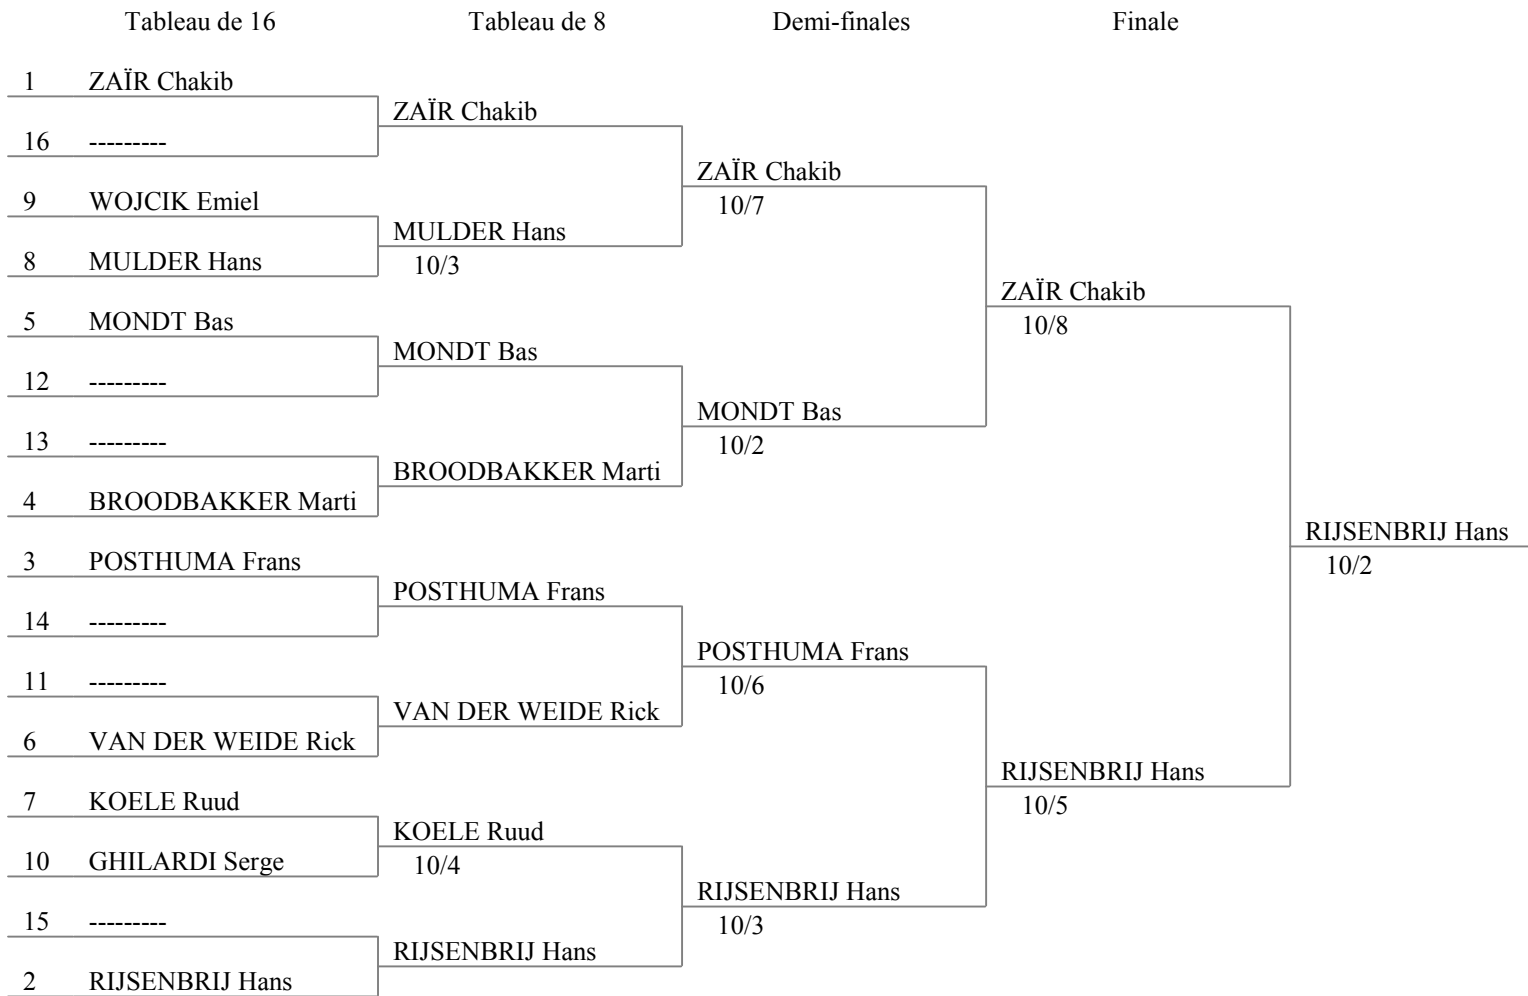 Tableau de 16 Tableau de 8 Demi-finales Finale
1 ZAÏR Chakib
ZAÏR Chakib
16 ---------
ZAÏR Chakib
9 WOJCIK Emiel
10/7
MULDER Hans
8 MULDER Hans
10/3
ZAÏR Chakib
5 MONDT Bas
10/8
MONDT Bas
12 ---------
MONDT Bas
13 ---------
10/2
BROODBAKKER Marti
4 BROODBAKKER Marti
RIJSENBRIJ Hans
3 POSTHUMA Frans
10/2
POSTHUMA Frans
14 ---------
POSTHUMA Frans
11 ---------
10/6
VAN DER WEIDE Rick
6 VAN DER WEIDE Rick
RIJSENBRIJ Hans
7 KOELE Ruud
10/5
KOELE Ruud
10 GHILARDI Serge
10/4
RIJSENBRIJ Hans
15 ---------
10/3
RIJSENBRIJ Hans
2 RIJSENBRIJ Hans